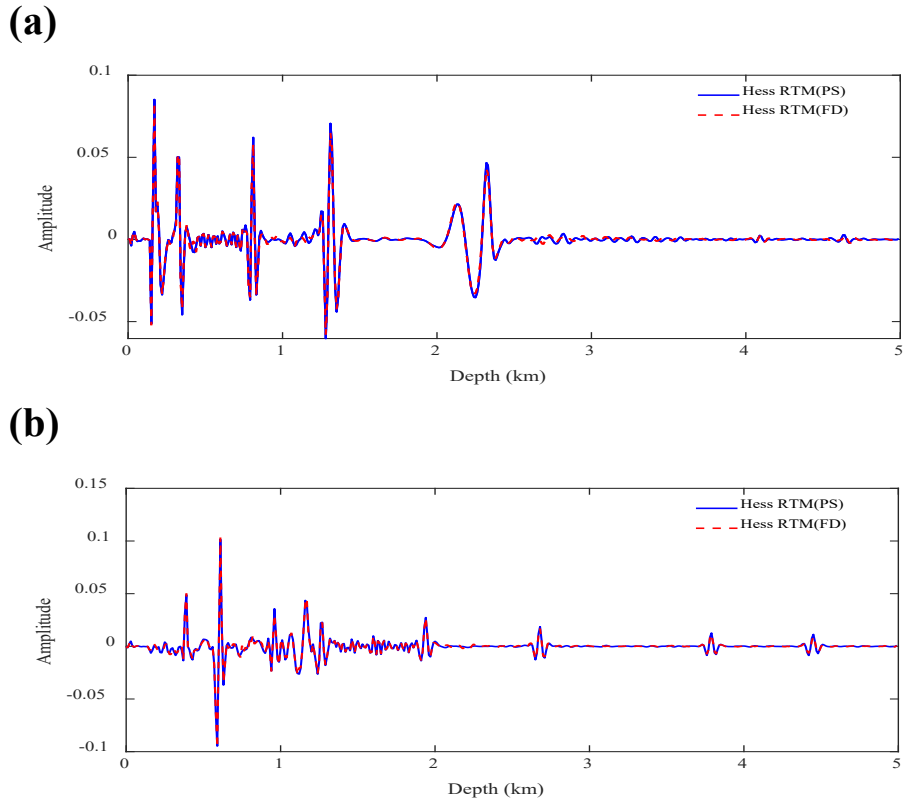 (a)
0.1
Hess RTM(PS)
Hess RTM(FD)
0.05
Amplitude
0
-0.05
0 1 2 3 4 5
Depth (km)
(b)
0.15
Hess RTM(PS)
Hess RTM(FD)
0.1
0.05
Amplitude
0
-0.05
-0.1
0 1 2 3 4 5
Depth (km)